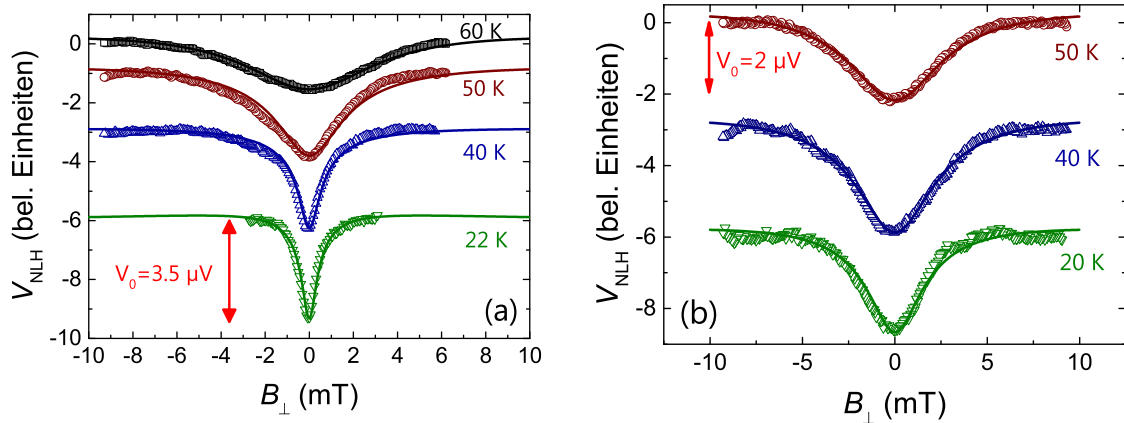 0
-2
-4
-6
-8
-10
V_NLH (bel. Einheiten)
60 K
50 K
40 K
22 K
V₀=3.5 µV
(a)
-10 -8 -6 -4 -2 0 2 4 6 8 10
B⊥ (mT)
0
-2
-4
-6
-8
V_NLH (bel. Einheiten)
V₀=2 µV
50 K
40 K
20 K
(b)
-10 -5 0 5 10
B⊥ (mT)